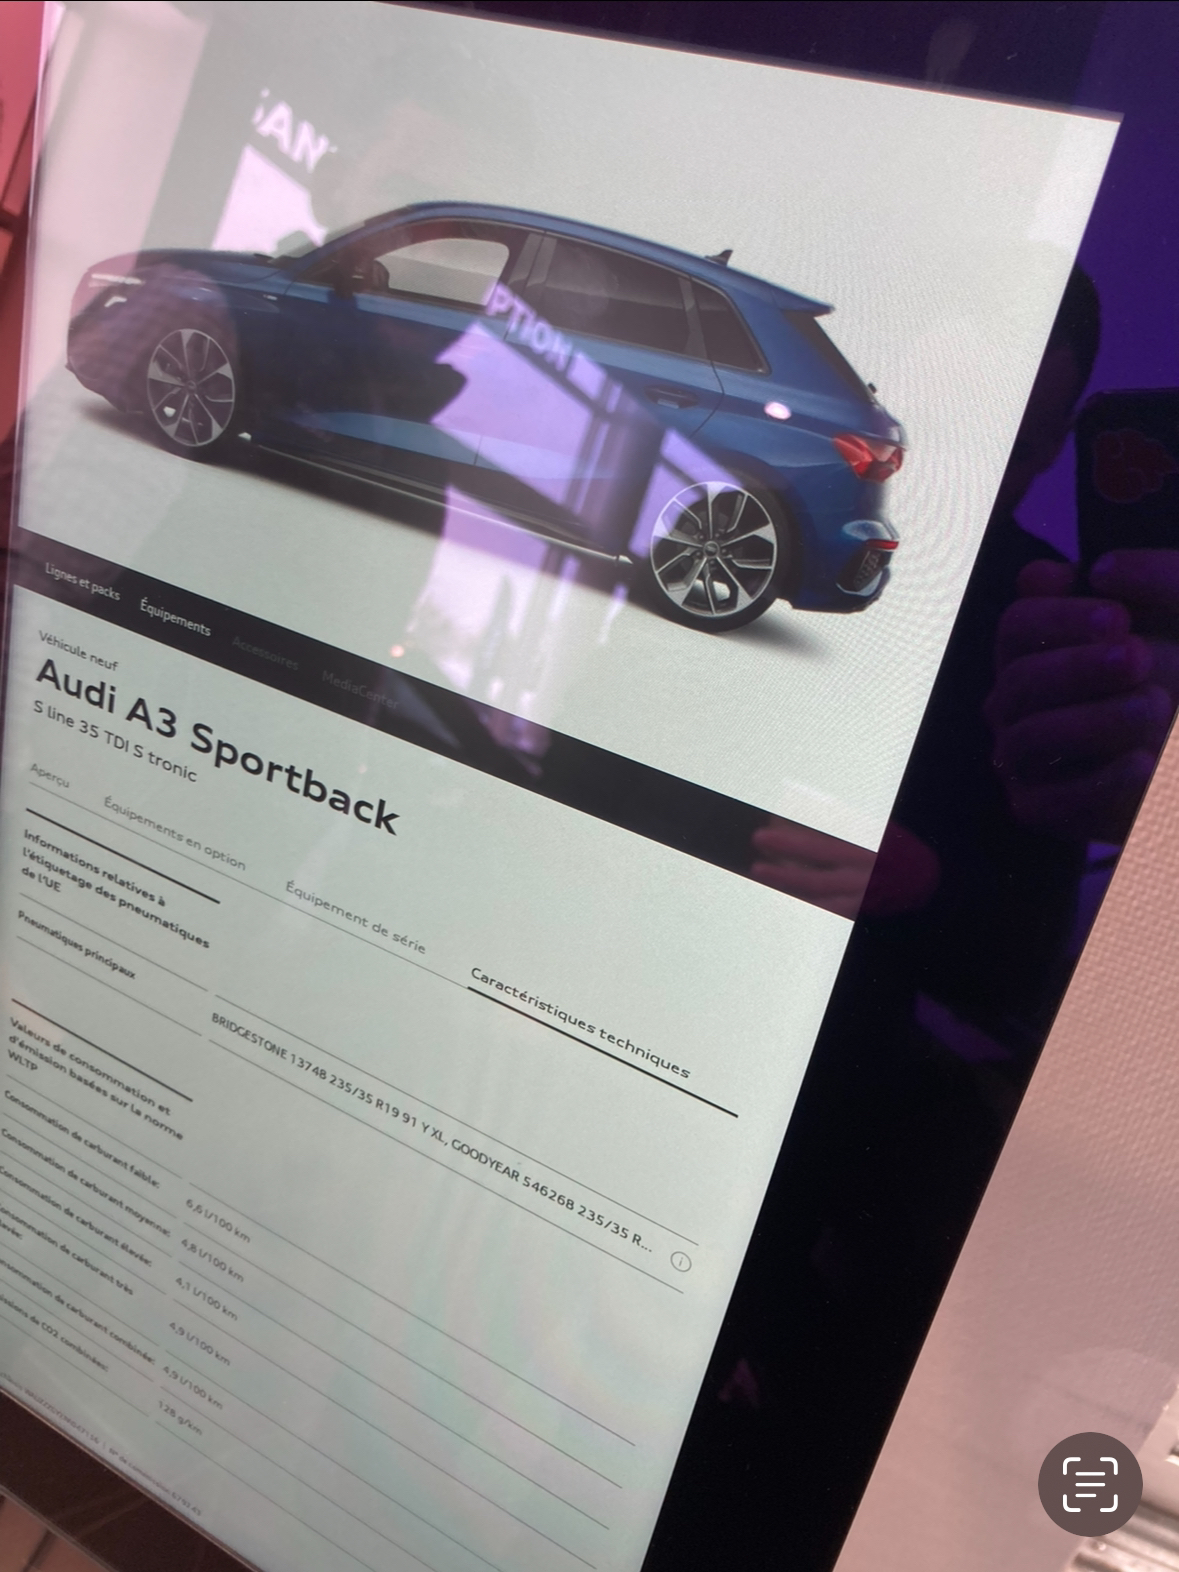 PTION
Lignes et packs
Équipements
Accessoires
MediaCenter
Véhicule neuf
Audi A3 Sportback
S line 35 TDI S tronic
Aperçu
Équipements en option
Équipement de série
Caractéristiques techniques
Informations relatives à
l'étiquetage des pneumatiques
de l'UE
Pneumatiques principaux
BRIDGESTONE 13748 235/35 R19 91 Y XL, GOODYEAR 546268 235/35 R...
Valeurs de consommation et
d'émission basées sur la norme
WLTP
Consommation de carburant faible:
6,6 l/100 km
Consommation de carburant moyenne:
4,8 l/100 km
Consommation de carburant élevée:
4,1 l/100 km
onsommation de carburant très
4,9 l/100 km
onsommation de carburant combinée:
4,9 l/100 km
issions de CO2 combinées:
128 g/km